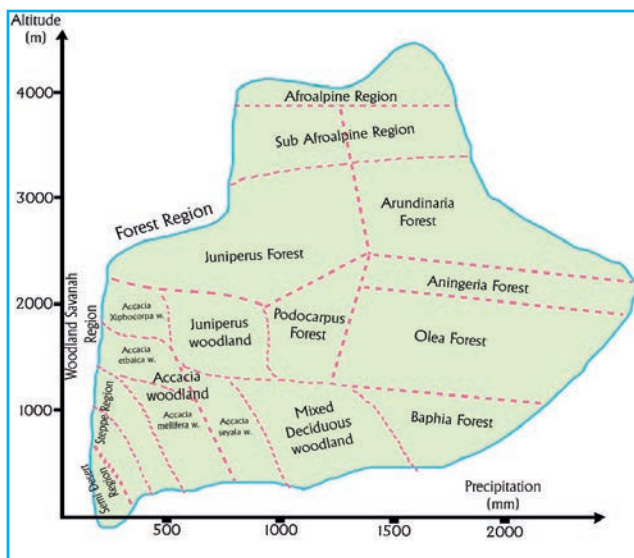 Altitude
(m)
4000
Afroalpine Region
Sub Afroalpine Region
3000
Arundinaria
Forest
Forest Region
Juniperus Forest
Aningeria Forest
2000
Woodland Savanah
Region
Accacia
Xiphocorpa w.
Juniperus
woodland
Podocarpus
Forest
Olea Forest
Accacia
etbaica w.
Accacia
woodland
1000
Steppe Region
Accacia
mellifera w.
Accacia
seyala w.
Mixed
Deciduous
woodland
Baphia Forest
Semi Desert
Region
500
1000
1500
2000
Precipitation
(mm)